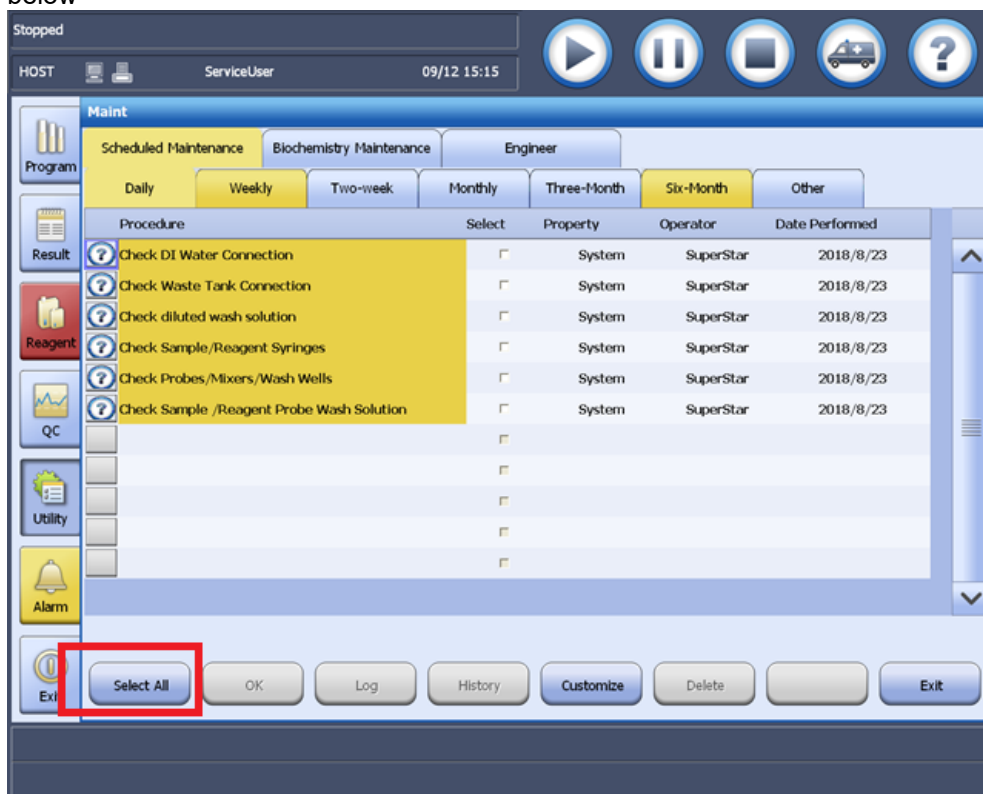 below
Stopped
HOST ServiceUser 09/12 15:15
?
Maint
Scheduled Maintenance Biochemistry Maintenance Engineer
Daily Weekly Two-week Monthly Three-Month Six-Month Other
Procedure Select Property Operator Date Performed
? Check DI Water Connection System SuperStar 2018/8/23
? Check Waste Tank Connection System SuperStar 2018/8/23
? Check diluted wash solution System SuperStar 2018/8/23
? Check Sample/Reagent Syringes System SuperStar 2018/8/23
? Check Probes/Mixers/Wash Wells System SuperStar 2018/8/23
? Check Sample /Reagent Probe Wash Solution System SuperStar 2018/8/23
Program
Result
Reagent
QC
Utility
Alarm
Exi
Select All OK Log History Customize Delete Exit